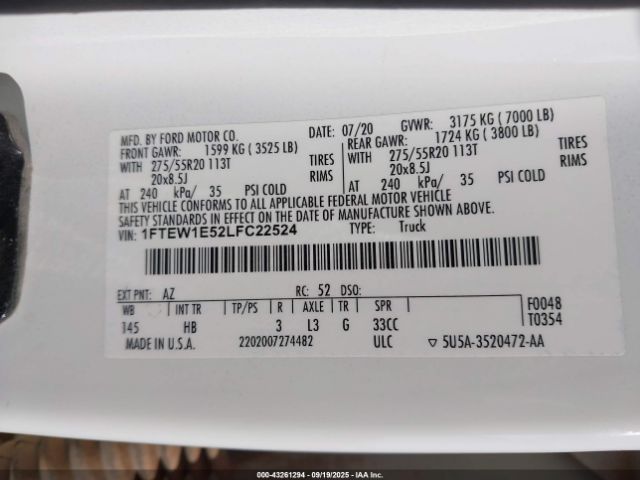 MFD. BY FORD MOTOR CO. DATE: 07/20 GVWR: 3175 KG ( 7000 LB)
FRONT GAWR: 1599 KG ( 3525 LB) REAR GAWR: 1724 KG ( 3800 LB)
WITH 275/55R20 113T TIRES WITH 275/55R20 113T TIRES
20x8.5J RIMS 20x8.5J RIMS
AT 240 kPa/ 35 PSI COLD AT 240 kPa/ 35 PSI COLD
THIS VEHICLE CONFORMS TO ALL APPLICABLE FEDERAL MOTOR VEHICLE
SAFETY STANDARDS IN EFFECT ON THE DATE OF MANUFACTURE SHOWN ABOVE.
VIN: 1FTEW1E52LFC22524 TYPE: Truck
EXT PNT: AZ RC: 52 DSO:
WB INT TR TP/PS R AXLE TR SPR F0048
145 HB 3 L3 G 33CC T0354
MADE IN U.S.A. 2202007274482 ULC ▽ 5U5A-3520472-AA
000-43261294 - 09/19/2025 - IAA Inc.